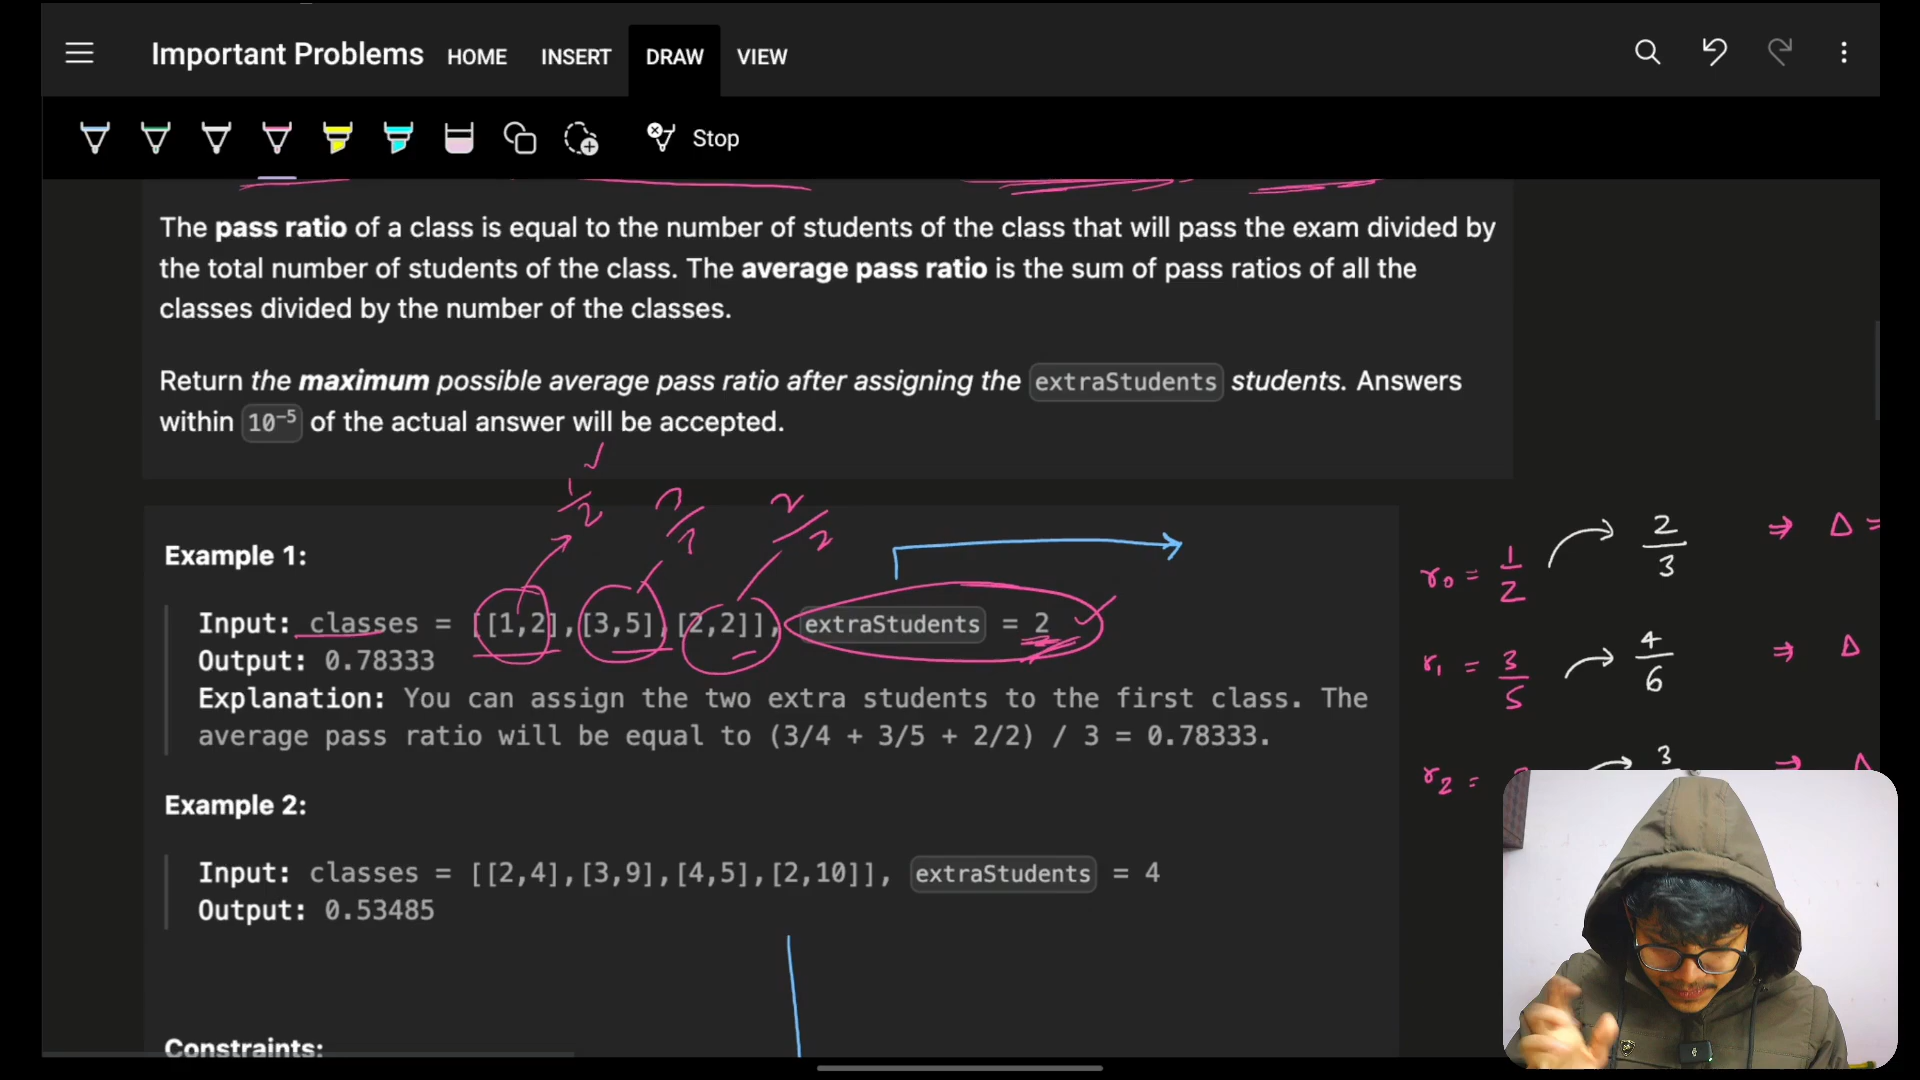 Important Problems HOME INSERT DRAW VIEW
Stop
The pass ratio of a class is equal to the number of students of the class that will pass the exam divided by
the total number of students of the class. The average pass ratio is the sum of pass ratios of all the
classes divided by the number of the classes.
Return the maximum possible average pass ratio after assigning the extraStudents students. Answers
within 10⁻⁵ of the actual answer will be accepted.
1/2
2/2
Example 1:
Input: classes = [[1,2],[3,5],[2,2]], extraStudents = 2
Output: 0.78333
Explanation: You can assign the two extra students to the first class. The
average pass ratio will be equal to (3/4 + 3/5 + 2/2) / 3 = 0.78333.
Example 2:
Input: classes = [[2,4],[3,9],[4,5],[2,10]], extraStudents = 4
Output: 0.53485
Constraints:
r₀ = 1/2 2/3 ⇒ Δ =
r₁ = 3/5 4/6 ⇒ Δ
r₂ = 3 Δ